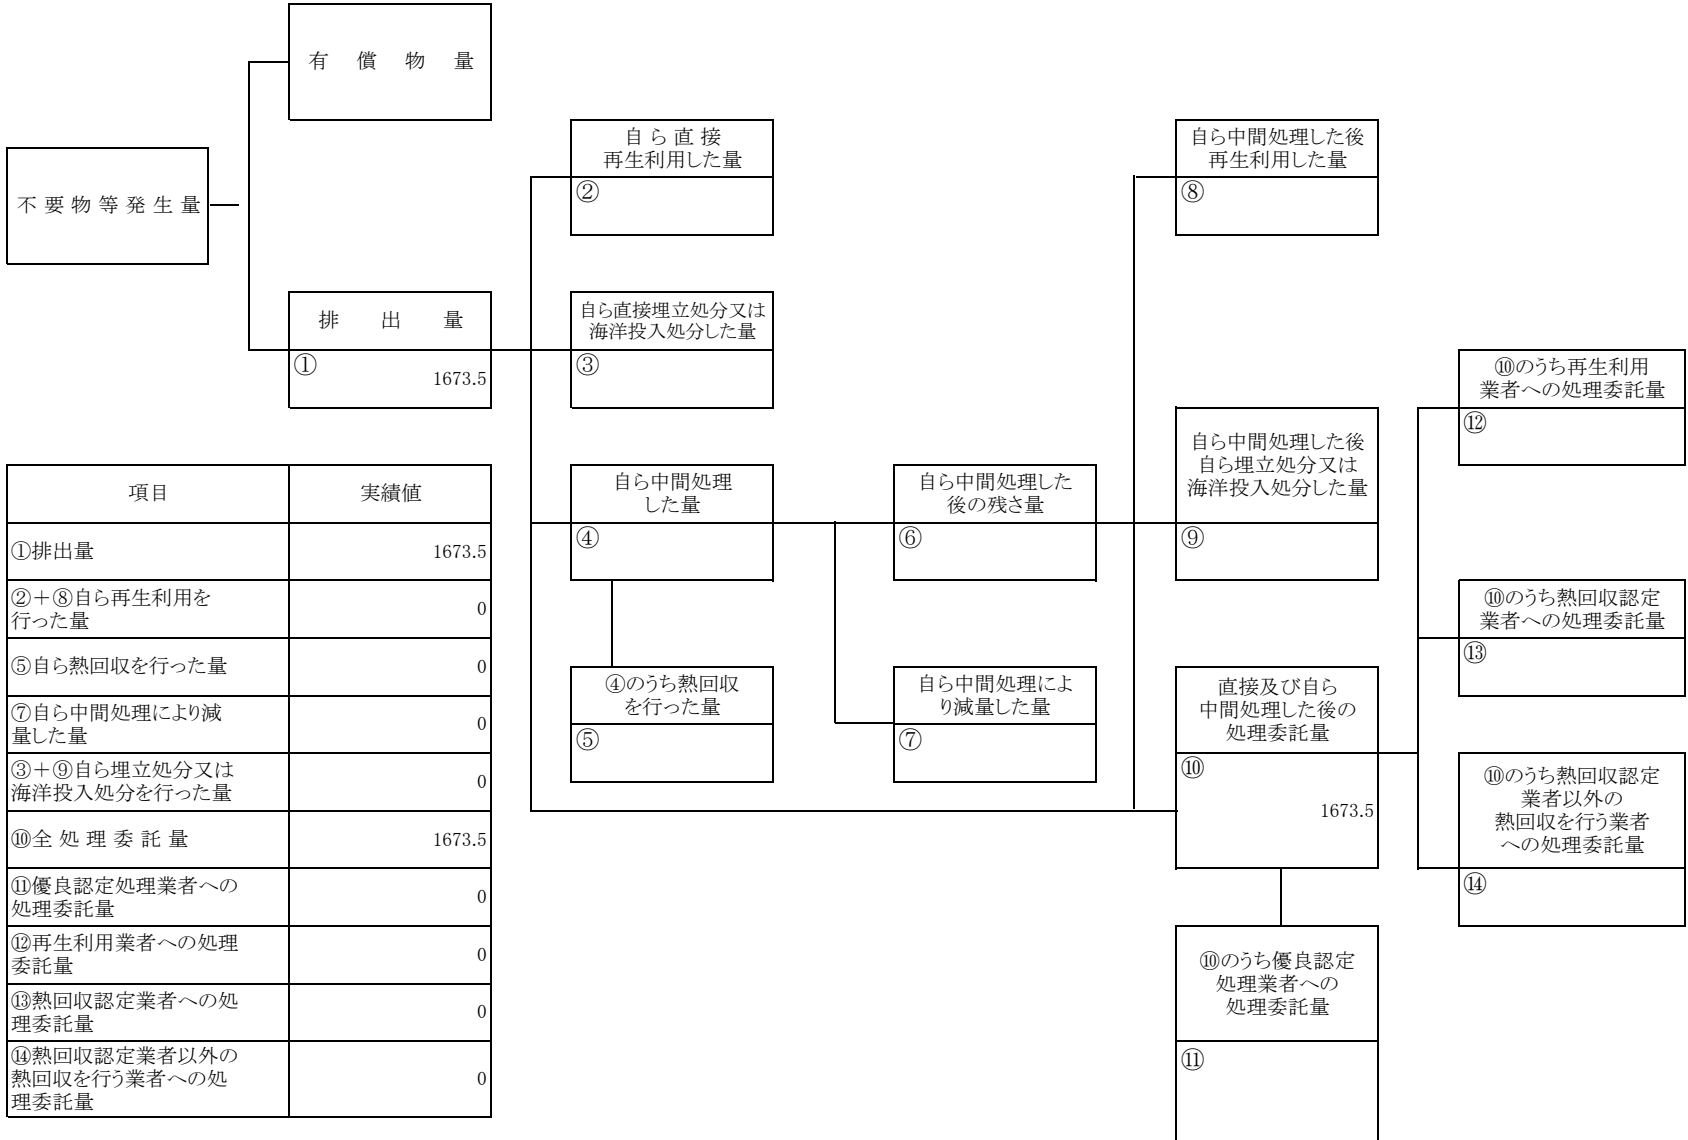 有償物量
不要物等発生量
排出量
①
1673.5
自ら直接
再生利用した量
②
自ら直接埋立処分又は
海洋投入処分した量
③
自ら中間処理
した量
④
④のうち熱回収
を行った量
⑤
自ら中間処理した
後の残さ量
⑥
自ら中間処理によ
り減量した量
⑦
自ら中間処理した後
再生利用した量
⑧
自ら中間処理した後
自ら埋立処分又は
海洋投入処分した量
⑨
直接及び自ら
中間処理した後の
処理委託量
⑩
1673.5
⑩のうち優良認定
処理業者への
処理委託量
⑪
⑩のうち再生利用
業者への処理委託量
⑫
⑩のうち熱回収認定
業者への処理委託量
⑬
⑩のうち熱回収認定
業者以外の
熱回収を行う業者
への処理委託量
⑭
項目 実績値
①排出量 1673.5
②＋⑧自ら再生利用を
行った量 0
⑤自ら熱回収を行った量 0
⑦自ら中間処理により減
量した量 0
③＋⑨自ら埋立処分又は
海洋投入処分を行った量 0
⑩全処理委託量 1673.5
⑪優良認定処理業者への
処理委託量 0
⑫再生利用業者への処理
委託量 0
⑬熱回収認定業者への処
理委託量 0
⑭熱回収認定業者以外の
熱回収を行う業者への処
理委託量 0